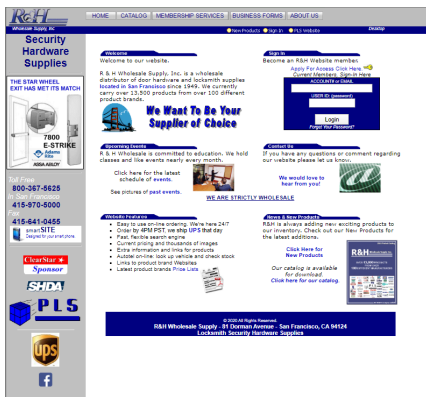 R&H
Wholesale Supply, Inc
HOME CATALOG MEMBERSHIP SERVICES BUSINESS FORMS ABOUT US
New Products Sign In PLS Website
Desktop
Security
Hardware
Supplies
THE STAR WHEEL
EXIT HAS MET ITS MATCH
7800
E-STRIKE
Adams
Rite
ASSA ABLOY
Toll Free
800-367-5625
In San Francisco
415-970-5000
Fax
415-641-0455
smartSITE
Designed for your smart phone.
ClearStar
Sponsor
SHDA
PLS
ups
Welcome
Welcome to our website.
R & H Wholesale Supply, Inc. is a wholesale
distributor of door hardware and locksmith supplies
located in San Francisco since 1949. We currently
carry over 13,500 products from over 100 different
product brands.
We Want To Be Your
Supplier of Choice
Sign In
Become an R&H Website member.
Apply For Access Click Here.
Current Members, Sign-in Here
ACCOUNT# or EMAIL
USER ID: (password)
Login
Forgot Your Password?
Upcoming Events
R & H Wholesale is committed to education. We hold
classes and like events nearly every month.
Click here for the latest
schedule of events.
See pictures of past events.
Contact Us
If you have any questions or comment regarding
our website please let us know.
We would love to
hear from you!
WE ARE STRICTLY WHOLESALE
Website Features
Easy to use on-line ordering. We're here 24/7
Order by 4PM PST, we ship UPS that day
Fast, flexible search engine
Current pricing and thousands of images
Extra information and links for products
Autotel on-line: look up vehicle and check stock
Links to product brand Websites
Latest product brands Price Lists
News & New Products
R&H is always adding new exciting products to
our inventory. Check out our New Products for
the latest additions.
Click Here for
New Products
Our catalog is available
for download.
Click here for our catalog
R&H
© 2020 All Rights Reserved.
R&H Wholesale Supply - 81 Dorman Avenue - San Francisco, CA 94124
Locksmith Security Hardware Supplies